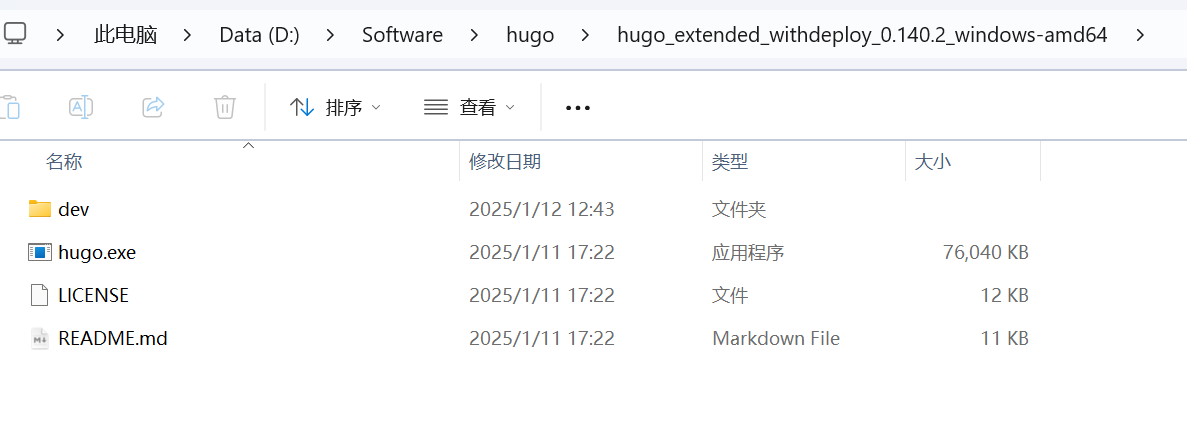 此电脑 Data (D:) Software hugo hugo_extended_withdeploy_0.140.2_windows-amd64
排序 查看
名称 修改日期 类型 大小
dev 2025/1/12 12:43 文件夹
hugo.exe 2025/1/11 17:22 应用程序 76,040 KB
LICENSE 2025/1/11 17:22 文件 12 KB
README.md 2025/1/11 17:22 Markdown File 11 KB